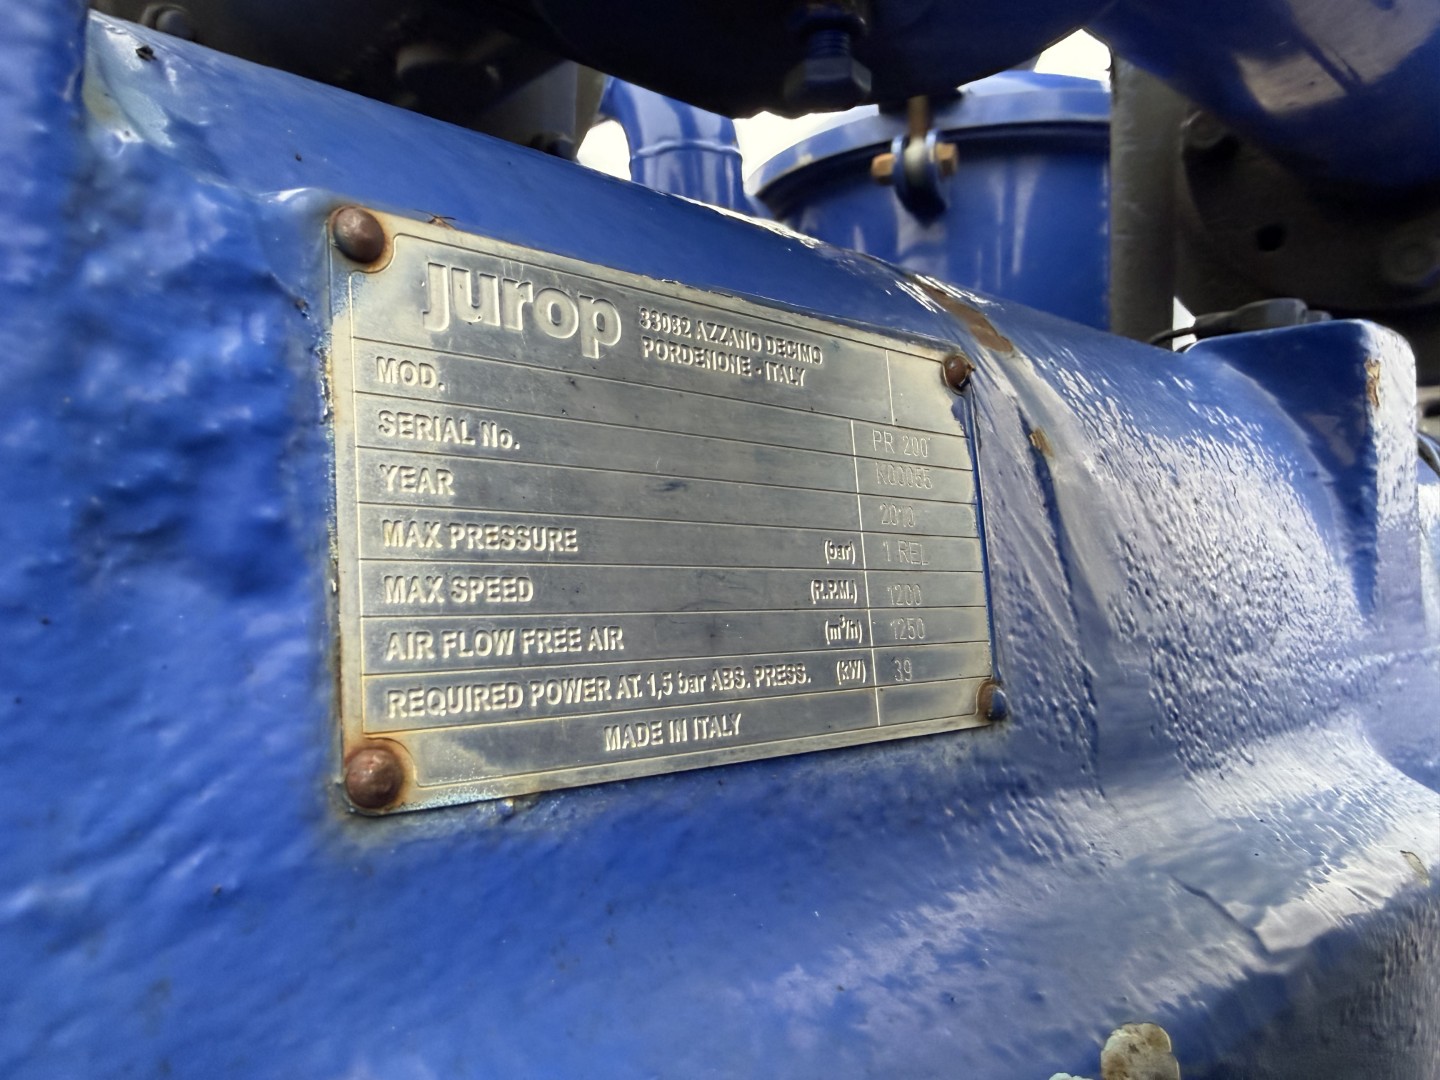 jurop
33082 AZZANO DECIMO
PORDENONE - ITALY
MOD. PR 200
SERIAL No. K00055
YEAR 2010
MAX PRESSURE (bar) 1 REL
MAX SPEED (R.P.M.) 1200
AIR FLOW FREE AIR (m³/h) 1250
REQUIRED POWER AT. 1,5 bar ABS. PRESS. (kW) 39
MADE IN ITALY